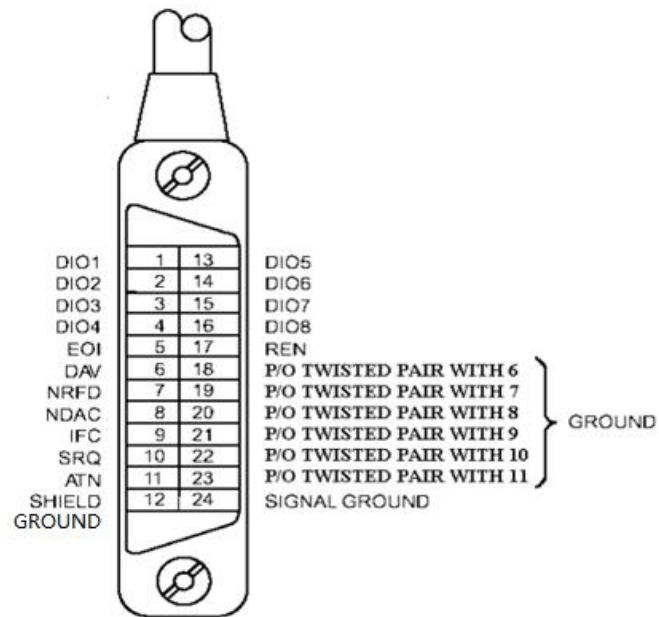 DIO1 1 13 DIO5
DIO2 2 14 DIO6
DIO3 3 15 DIO7
DIO4 4 16 DIO8
EOI 5 17 REN
DAV 6 18 P/O TWISTED PAIR WITH 6
NRFD 7 19 P/O TWISTED PAIR WITH 7
NDAC 8 20 P/O TWISTED PAIR WITH 8
IFC 9 21 P/O TWISTED PAIR WITH 9
SRQ 10 22 P/O TWISTED PAIR WITH 10
ATN 11 23 P/O TWISTED PAIR WITH 11
GROUND
SHIELD 12 24 SIGNAL GROUND
GROUND